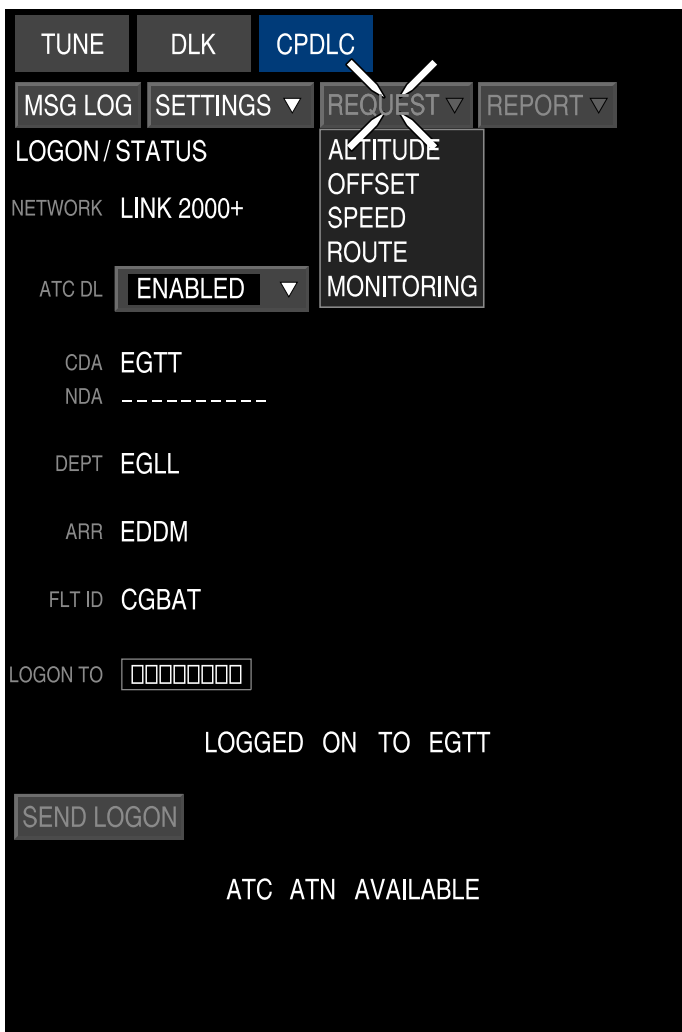 TUNE DLK CPDLC
MSG LOG SETTINGS REQUEST REPORT
LOGON / STATUS
ALTITUDE
OFFSET
SPEED
ROUTE
MONITORING
NETWORK LINK 2000+
ATC DL ENABLED
CDA EGTT
NDA ----------
DEPT EGLL
ARR EDDM
FLT ID CGBAT
LOGON TO ▯▯▯▯▯▯▯▯
LOGGED ON TO EGTT
SEND LOGON
ATC ATN AVAILABLE